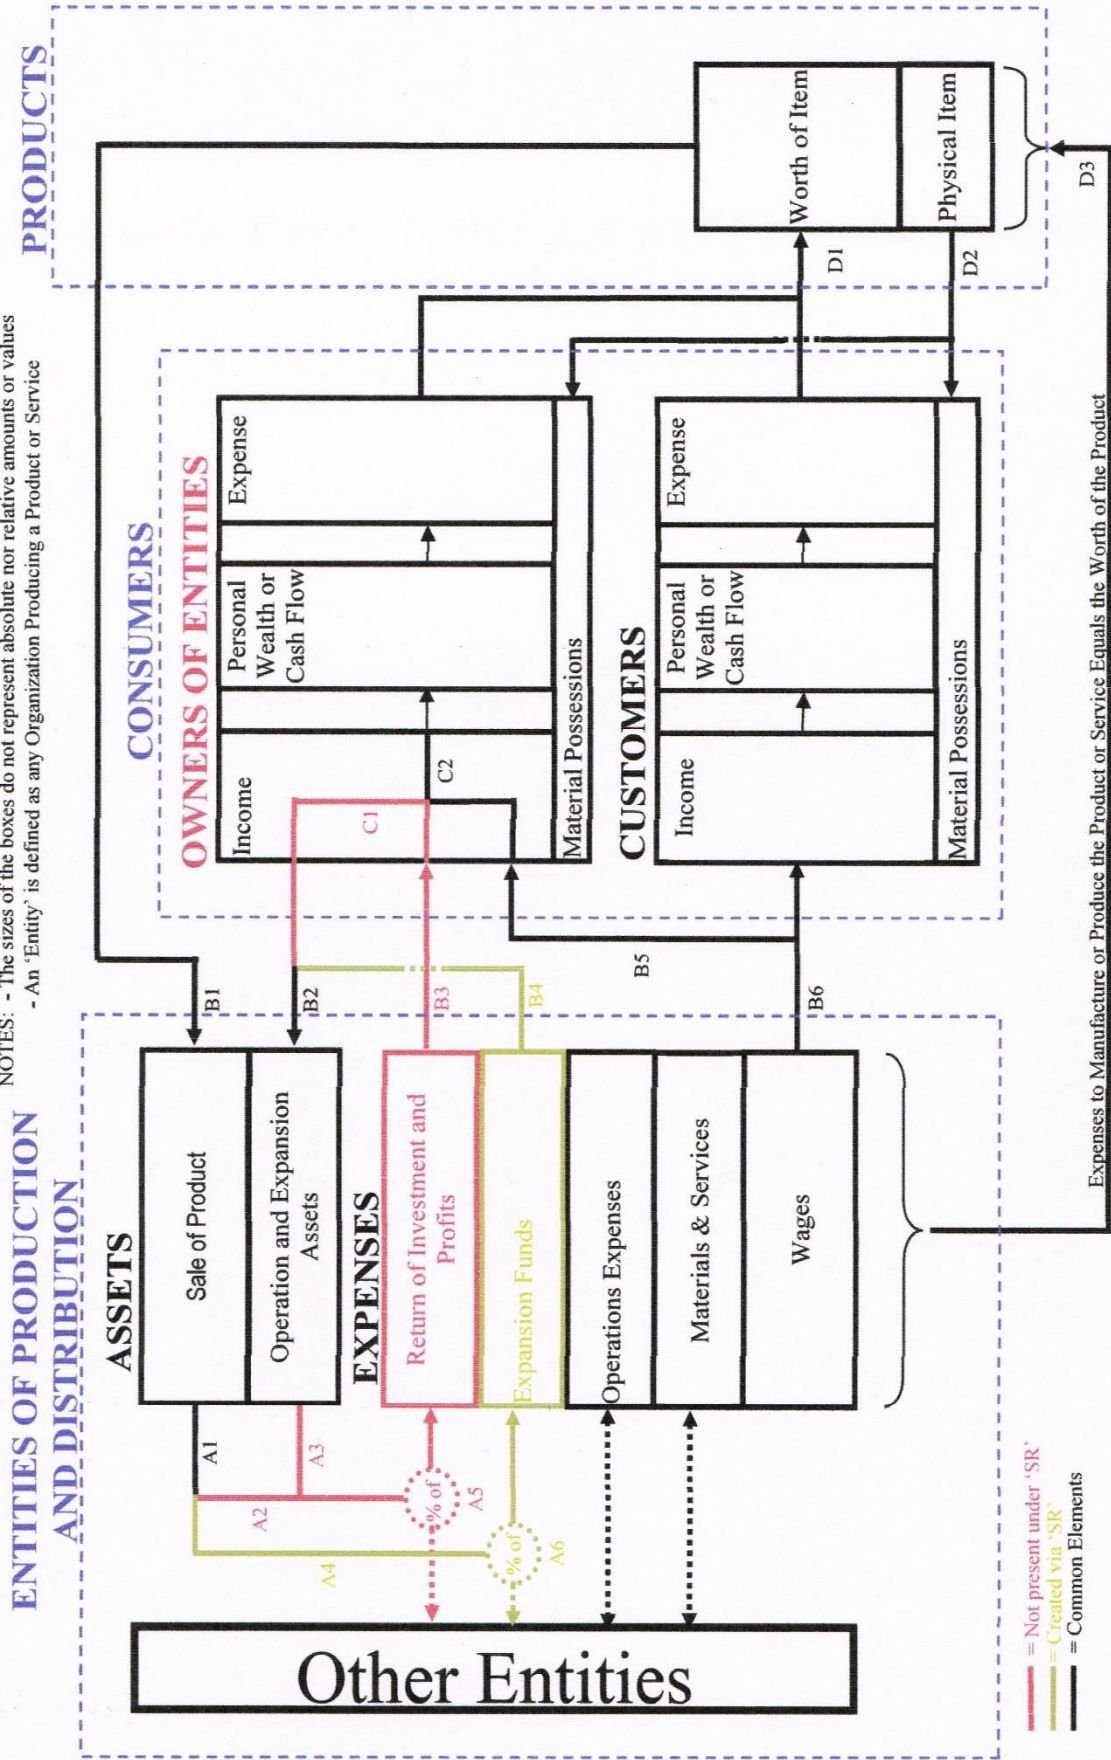 NOTES: - The sizes of the boxes do not represent absolute nor relative amounts or values
- An 'Entity' is defined as any Organization Producing a Product or Service
ENTITIES OF PRODUCTION
AND DISTRIBUTION
CONSUMERS
PRODUCTS
ASSETS
Sale of Product
Operation and Expansion
Assets
EXPENSES
Return of Investment and
Profits
Expansion Funds
Operations Expenses
Materials & Services
Wages
Other Entities
A1
A2
A3
A4
% of
A5
% of
A6
B1
B2
B3
B4
B5
B6
OWNERS OF ENTITIES
Income
Personal
Wealth or
Cash Flow
Expense
C1
C2
Material Possessions
CUSTOMERS
Income
Personal
Wealth or
Cash Flow
Expense
Material Possessions
Worth of Item
Physical Item
D1
D2
D3
Expenses to Manufacture or Produce the Product or Service Equals the Worth of the Product
= Not present under 'SR'
= Created via 'SR'
= Common Elements